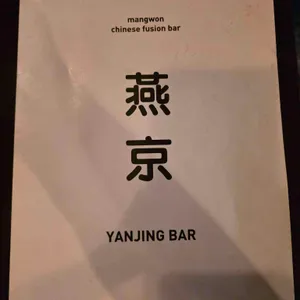 mangwon
chinese fusion bar
燕
京
YANJING BAR